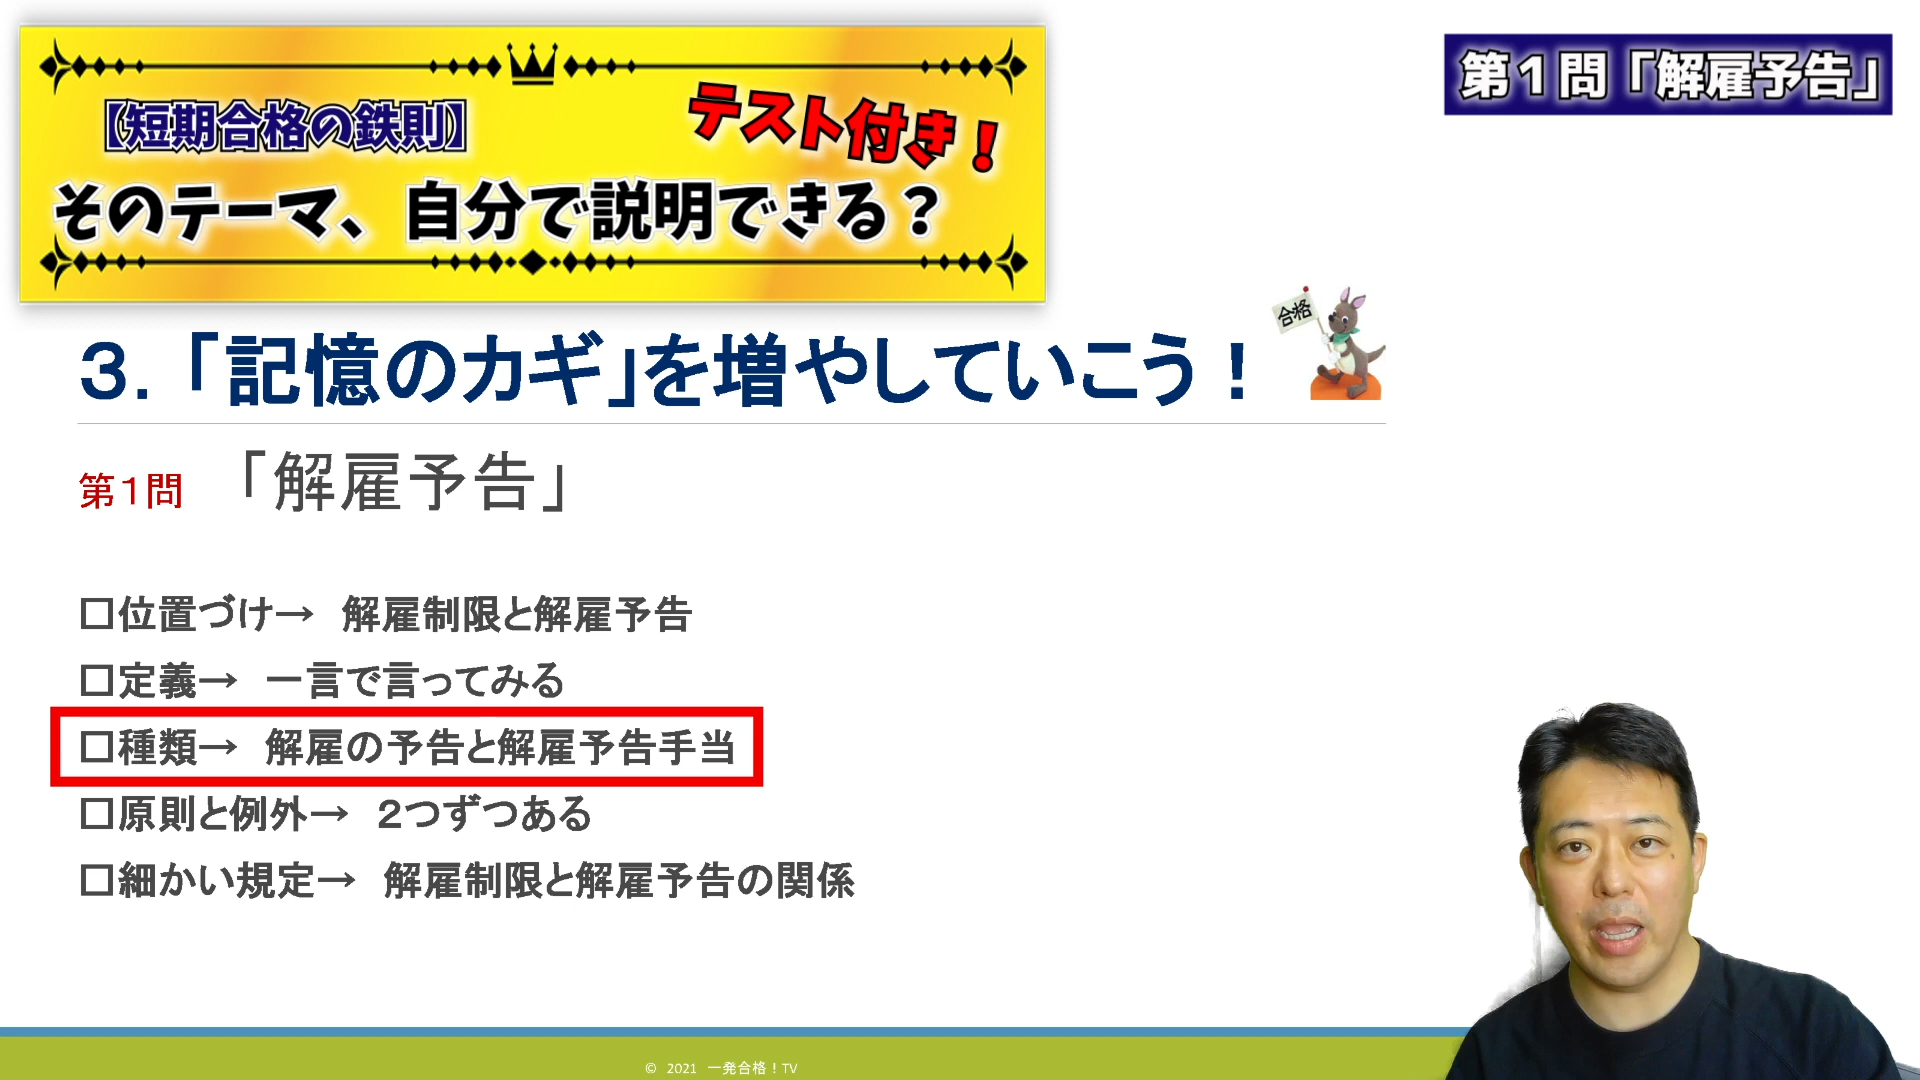 【短期合格の鉄則】
テスト付き！
そのテーマ、自分で説明できる？
第１問「解雇予告」
合格
３．「記憶のカギ」を増やしていこう！
第１問　「解雇予告」
□位置づけ→　解雇制限と解雇予告
□定義→　一言で言ってみる
□種類→　解雇の予告と解雇予告手当
□原則と例外→　２つずつある
□細かい規定→　解雇制限と解雇予告の関係
©　2021　一発合格！TV